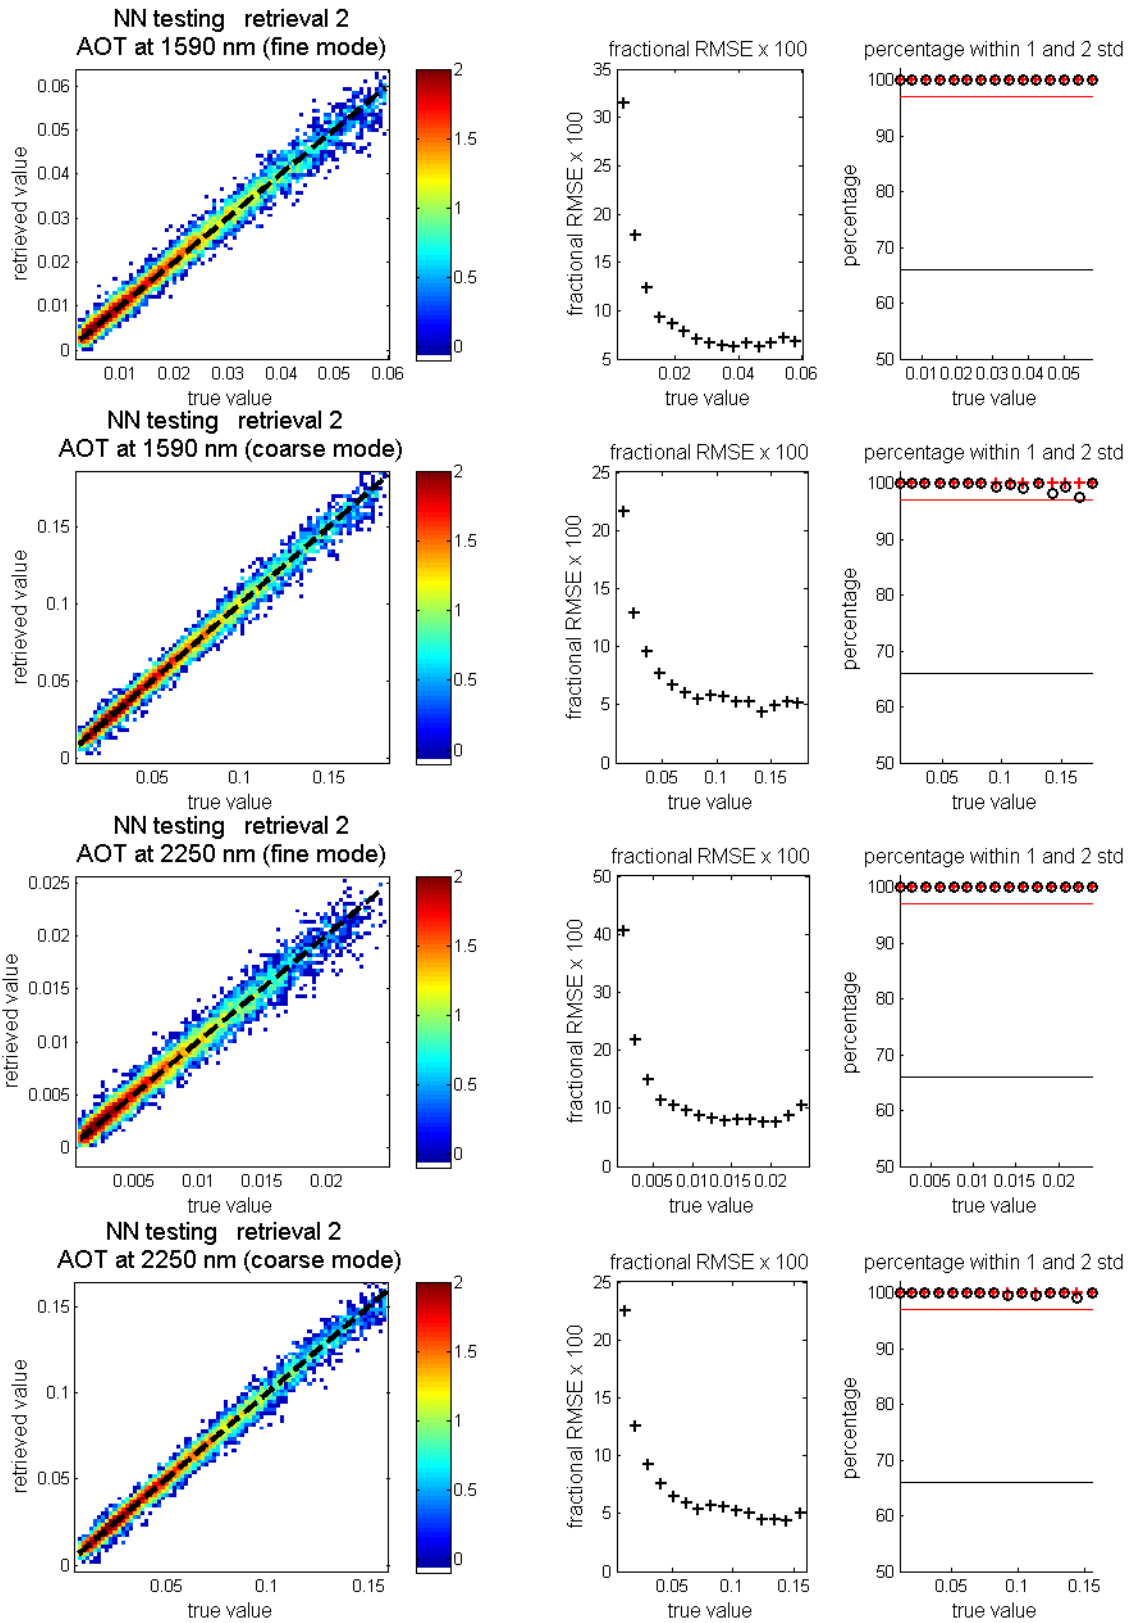 NN testing   retrieval 2
AOT at 1590 nm (fine mode)
fractional RMSE x 100
percentage within 1 and 2 std
retrieved value
0.06
0.05
0.04
0.03
0.02
0.01
0
0.01 0.02 0.03 0.04 0.05 0.06
true value
2
1.5
1
0.5
0
fractional RMSE x 100
35
30
25
20
15
10
5
0.02 0.04 0.06
true value
percentage
100
90
80
70
66
60
50
0.01 0.02 0.03 0.04 0.05
true value
NN testing   retrieval 2
AOT at 1590 nm (coarse mode)
fractional RMSE x 100
percentage within 1 and 2 std
retrieved value
0.15
0.1
0.05
0
0.05 0.1 0.15
true value
2
1.5
1
0.5
0
fractional RMSE x 100
25
20
15
10
5
0
0.05 0.1 0.15
true value
percentage
100
90
80
70
66
60
50
0.05 0.1 0.15
true value
NN testing   retrieval 2
AOT at 2250 nm (fine mode)
fractional RMSE x 100
percentage within 1 and 2 std
retrieved value
0.025
0.02
0.015
0.01
0.005
0
0.005 0.01 0.015 0.02
true value
2
1.5
1
0.5
0
fractional RMSE x 100
50
40
30
20
10
0
0.005 0.01 0.015 0.02
true value
percentage
100
90
80
70
66
60
50
0.005 0.01 0.015 0.02
true value
NN testing   retrieval 2
AOT at 2250 nm (coarse mode)
fractional RMSE x 100
percentage within 1 and 2 std
retrieved value
0.15
0.1
0.05
0
0.05 0.1 0.15
true value
2
1.5
1
0.5
0
fractional RMSE x 100
25
20
15
10
5
0
0.05 0.1 0.15
true value
percentage
100
90
80
70
66
60
50
0.05 0.1 0.15
true value